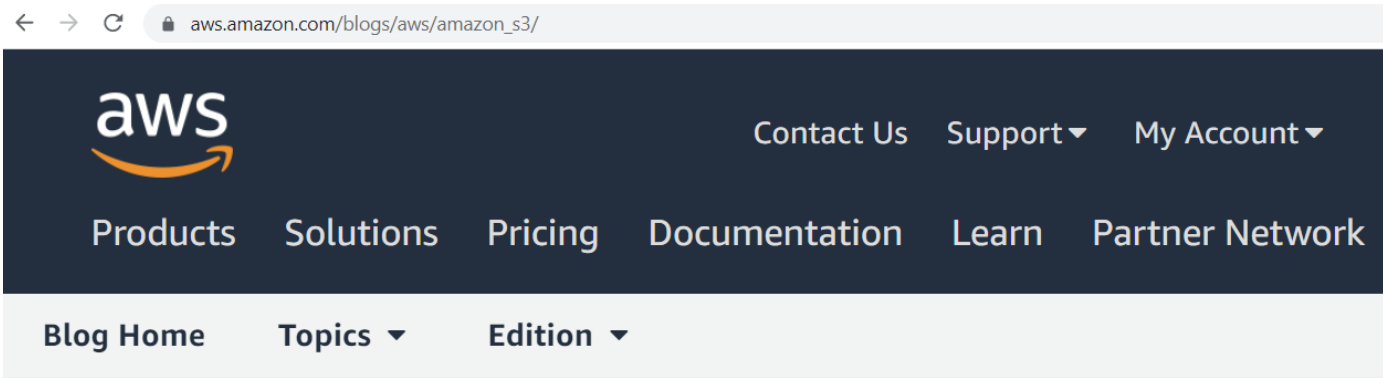 aws.amazon.com/blogs/aws/amazon_s3/
aws
Contact Us Support My Account
Products Solutions Pricing Documentation Learn Partner Network
Blog Home Topics Edition